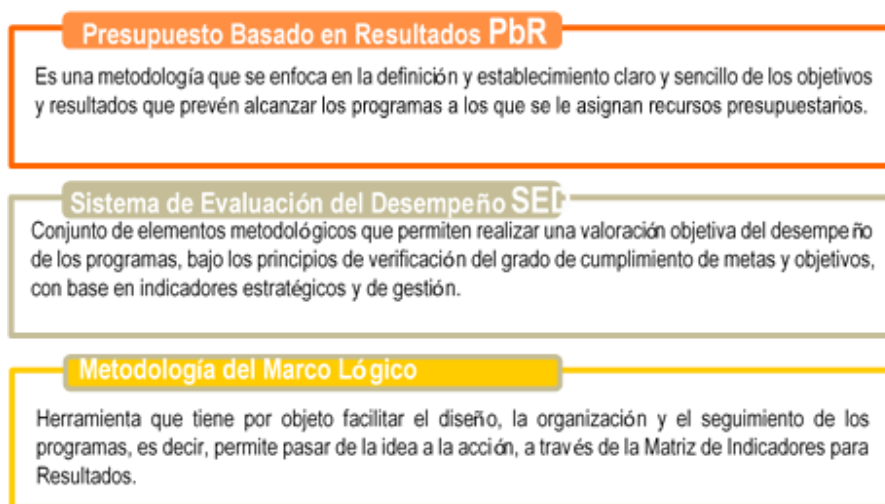 Presupuesto Basado en Resultados PbR
Es una metodología que se enfoca en la definición y establecimiento claro y sencillo de los objetivos
y resultados que prevén alcanzar los programas a los que se le asignan recursos presupuestarios.
Sistema de Evaluación del Desempeño SED
Conjunto de elementos metodológicos que permiten realizar una valoración objetiva del desempeño
de los programas, bajo los principios de verificación del grado de cumplimiento de metas y objetivos,
con base en indicadores estratégicos y de gestión.
Metodología del Marco Lógico
Herramienta que tiene por objeto facilitar el diseño, la organización y el seguimiento de los
programas, es decir, permite pasar de la idea a la acción, a través de la Matriz de Indicadores para
Resultados.